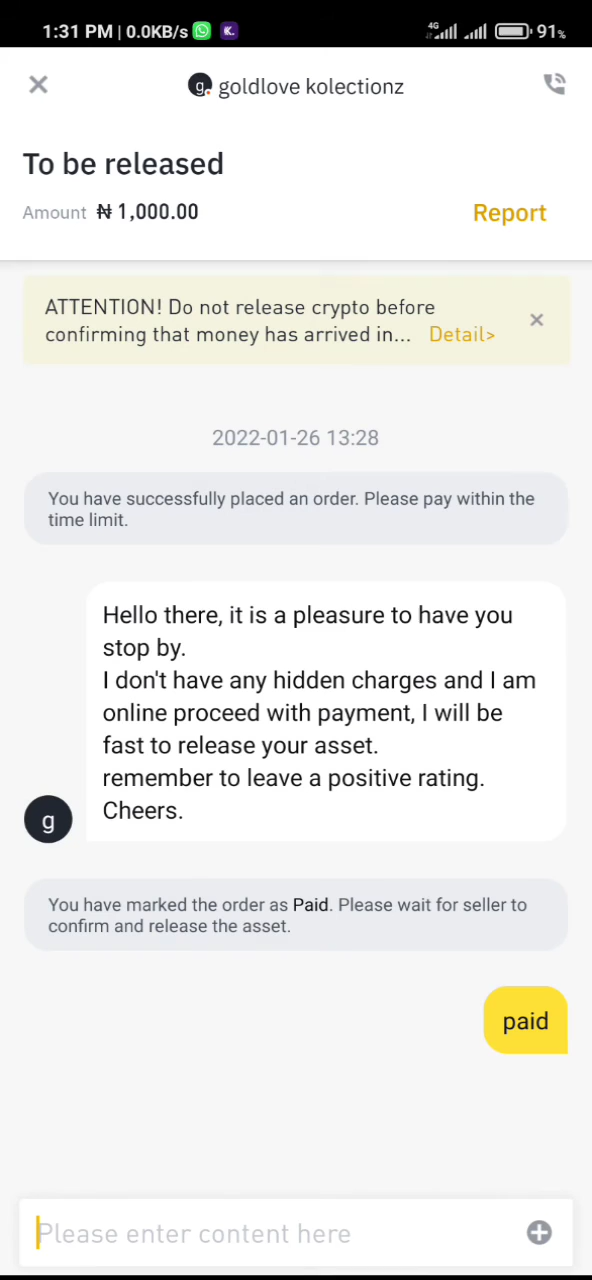 1:31 PM | 0.0KB/s K.
4G 91%
g goldlove kolectionz
To be released
Amount ₦ 1,000.00
Report
ATTENTION! Do not release crypto before
confirming that money has arrived in... Detail>
2022-01-26 13:28
You have successfully placed an order. Please pay within the
time limit.
Hello there, it is a pleasure to have you
stop by.
I don't have any hidden charges and I am
online proceed with payment, I will be
fast to release your asset.
remember to leave a positive rating.
Cheers.
g
You have marked the order as Paid. Please wait for seller to
confirm and release the asset.
paid
Please enter content here